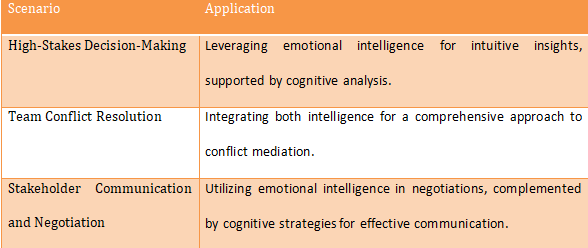 Scenario Application
High-Stakes Decision-Making Leveraging emotional intelligence for intuitive insights,
supported by cognitive analysis.
Team Conflict Resolution Integrating both intelligence for a comprehensive approach to
conflict mediation.
Stakeholder Communication Utilizing emotional intelligence in negotiations, complemented
and Negotiation by cognitive strategies for effective communication.